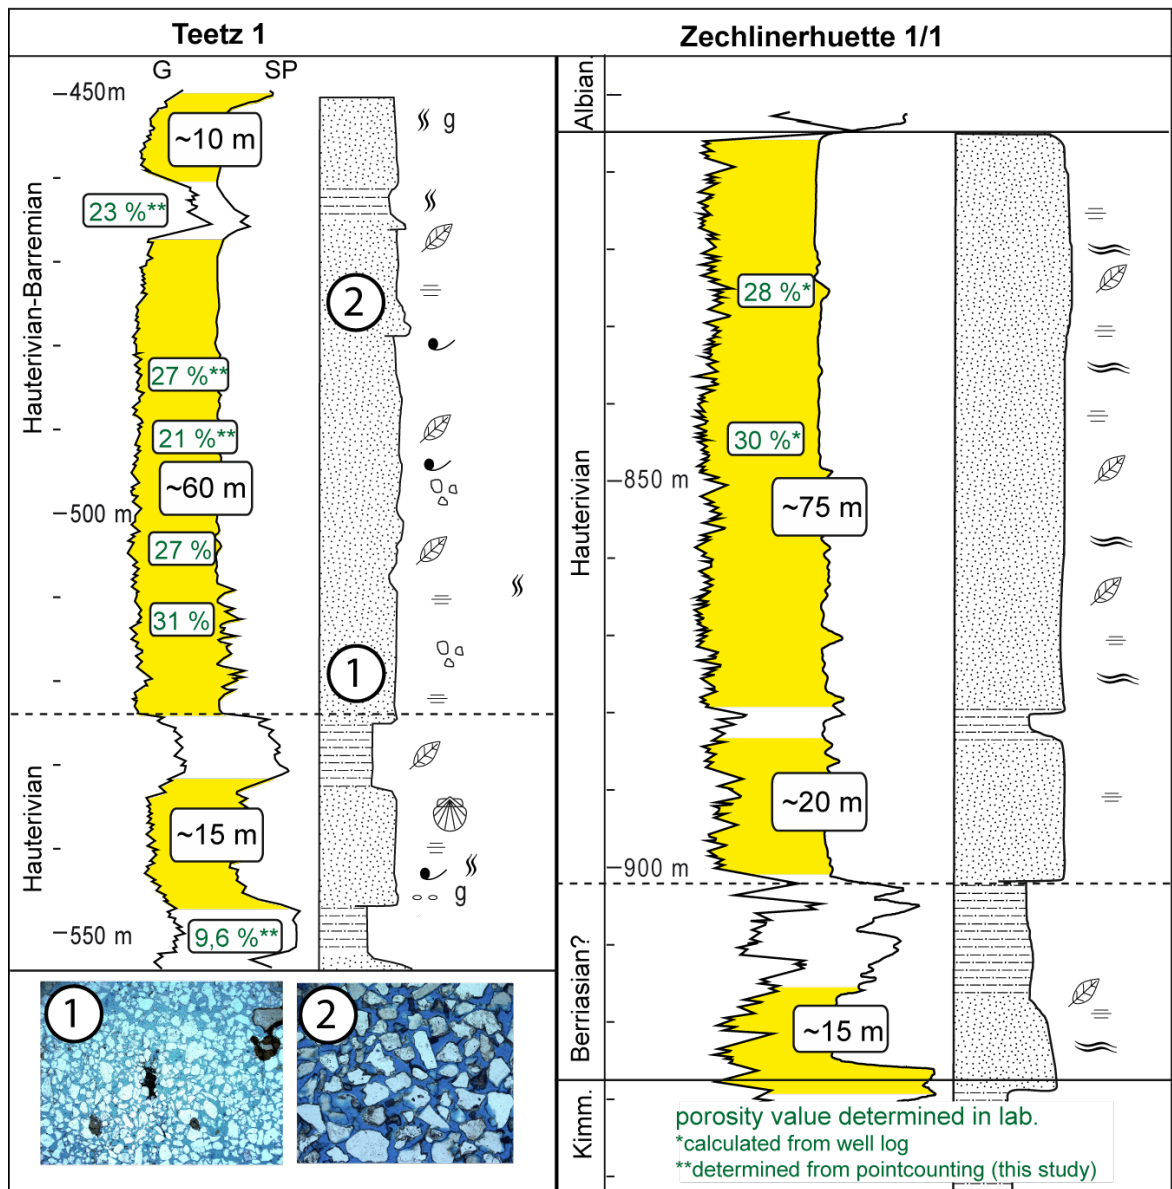 Teetz 1
Zechlinerhuette 1/1
G
SP
450m
~10 m
g
23 %**
2
27 %**
21 %**
~60 m
500 m
27 %
31 %
1
~15 m
g
550 m
9,6 %**
Hauterivian-Barremian
Hauterivian
1
2
Albian.
28 %*
30 %*
850 m
~75 m
~20 m
900 m
~15 m
Hauterivian
Berriasian?
Kimm.
porosity value determined in lab.
*calculated from well log
**determined from pointcounting (this study)